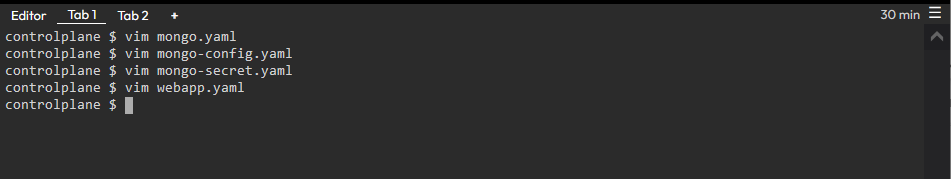 Editor Tab 1 Tab 2 + 30 min
controlplane $ vim mongo.yaml
controlplane $ vim mongo-config.yaml
controlplane $ vim mongo-secret.yaml
controlplane $ vim webapp.yaml
controlplane $